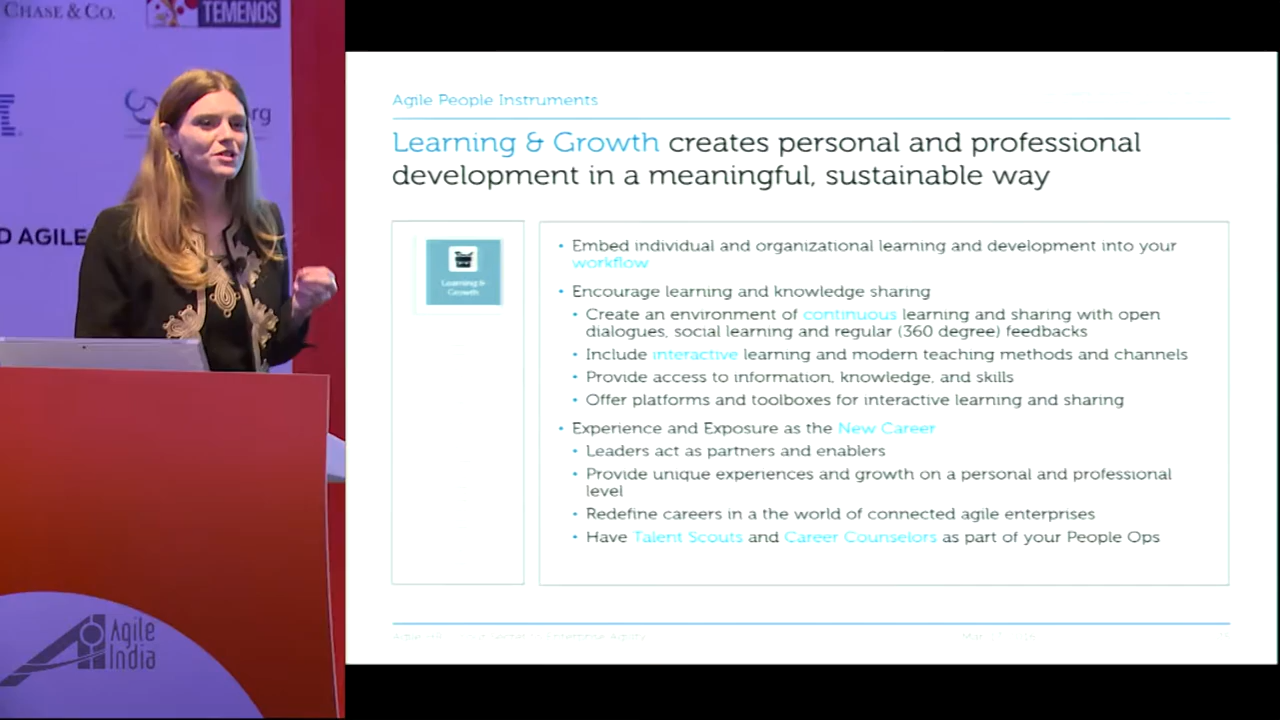 CHASE & CO.
TEMENOS
rg
D AGILE
Agile
India
Agile People Instruments
Learning & Growth creates personal and professional
development in a meaningful, sustainable way
Learning &
Growth
• Embed individual and organizational learning and development into your
workflow
• Encourage learning and knowledge sharing
• Create an environment of continuous learning and sharing with open
dialogues, social learning and regular (360 degree) feedbacks
• Include interactive learning and modern teaching methods and channels
• Provide access to information, knowledge, and skills
• Offer platforms and toolboxes for interactive learning and sharing
• Experience and Exposure as the New Career
• Leaders act as partners and enablers
• Provide unique experiences and growth on a personal and professional
level
• Redefine careers in a the world of connected agile enterprises
• Have Talent Scouts and Career Counselors as part of your People Ops